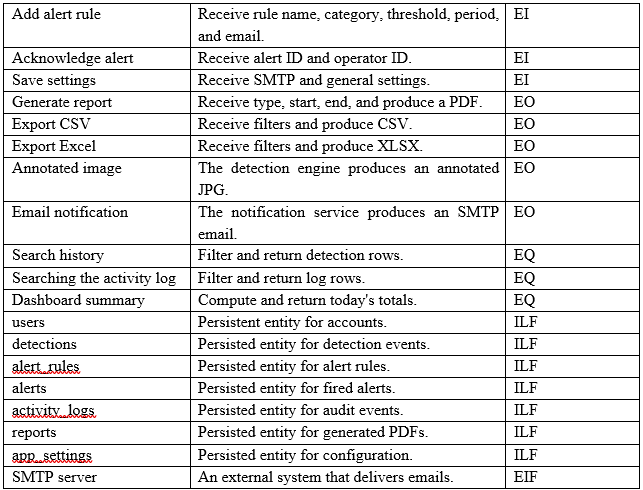 Add alert rule Receive rule name, category, threshold, period, EI
and email.
Acknowledge alert Receive alert ID and operator ID. EI
Save settings Receive SMTP and general settings. EI
Generate report Receive type, start, end, and produce a PDF. EO
Export CSV Receive filters and produce CSV. EO
Export Excel Receive filters and produce XLSX. EO
Annotated image The detection engine produces an annotated EO
JPG.
Email notification The notification service produces an SMTP EO
email.
Search history Filter and return detection rows. EQ
Searching the activity log Filter and return log rows. EQ
Dashboard summary Compute and return today's totals. EQ
users Persistent entity for accounts. ILF
detections Persisted entity for detection events. ILF
alert_rules Persisted entity for alert rules. ILF
alerts Persisted entity for fired alerts. ILF
activity_logs Persisted entity for audit events. ILF
reports Persisted entity for generated PDFs. ILF
app_settings Persisted entity for configuration. ILF
SMTP server An external system that delivers emails. EIF